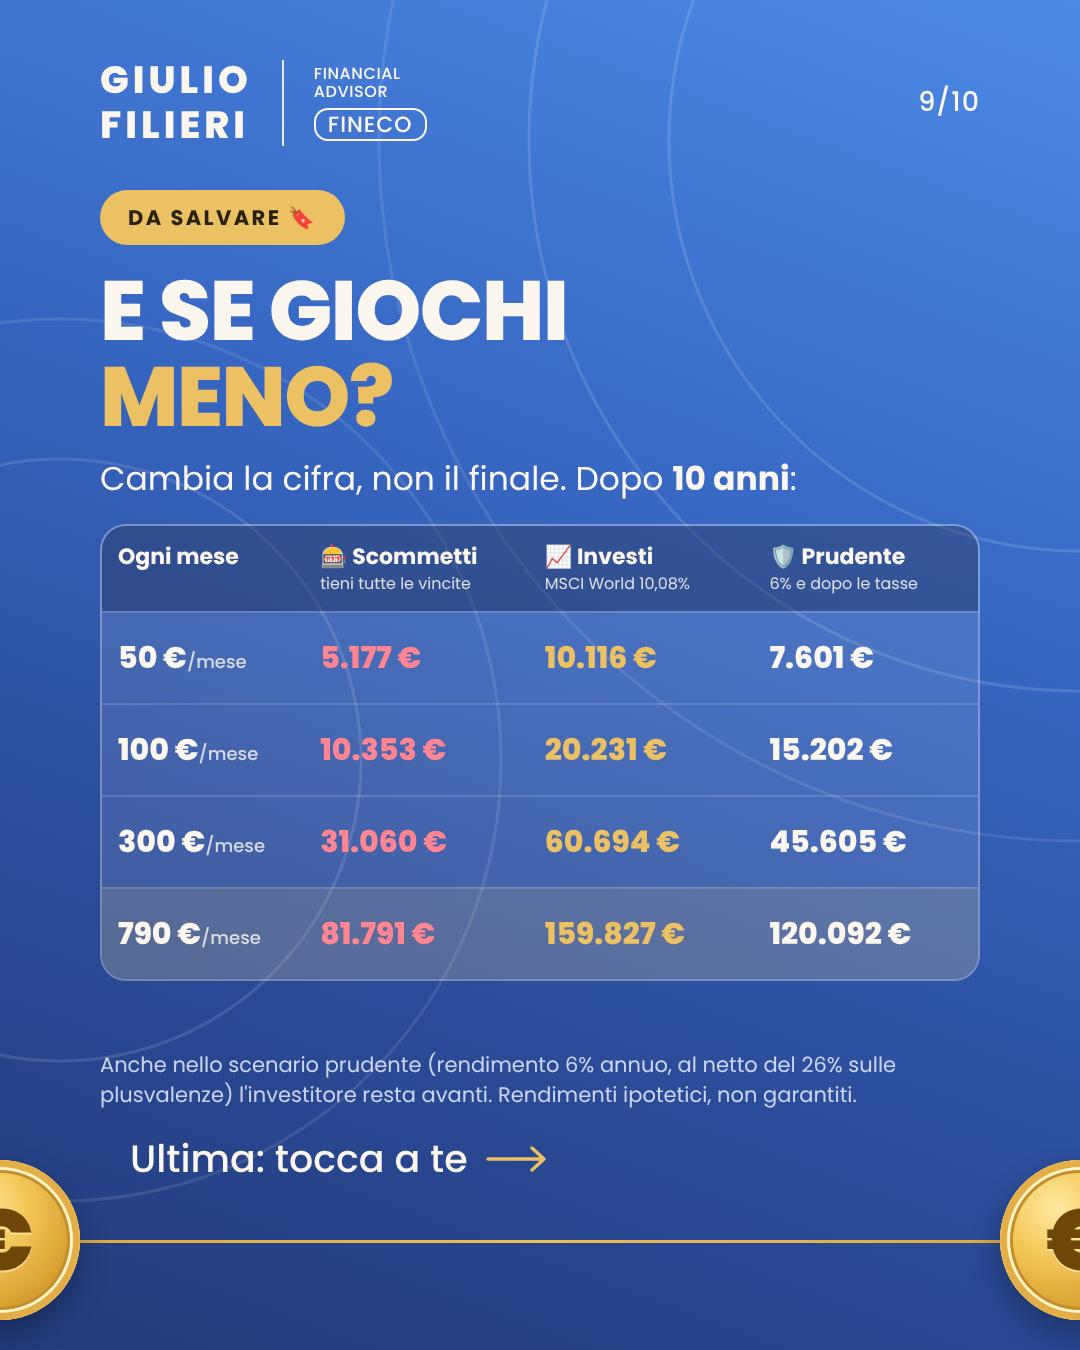 GIULIO
FILIERI
FINANCIAL
ADVISOR
FINECO
9/10
DA SALVARE 🔖
E SE GIOCHI
MENO?
Cambia la cifra, non il finale. Dopo 10 anni:
Ogni mese 🎰 Scommetti 📈 Investi 🛡️ Prudente
tieni tutte le vincite MSCI World 10,08% 6% e dopo le tasse
50 €/mese 5.177 € 10.116 € 7.601 €
100 €/mese 10.353 € 20.231 € 15.202 €
300 €/mese 31.060 € 60.694 € 45.605 €
790 €/mese 81.791 € 159.827 € 120.092 €
Anche nello scenario prudente (rendimento 6% annuo, al netto del 26% sulle
plusvalenze) l'investitore resta avanti. Rendimenti ipotetici, non garantiti.
Ultima: tocca a te →
€ €